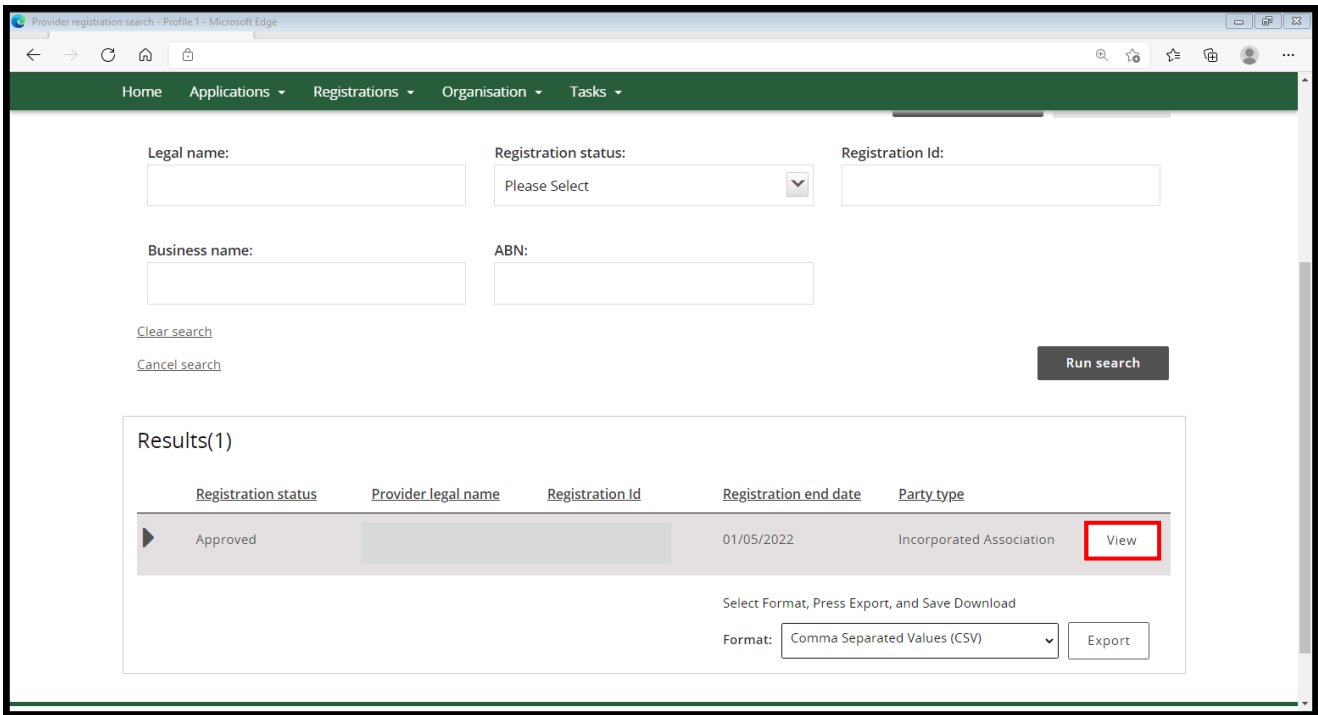 Provider registration search - Profile 1 - Microsoft Edge
Home Applications Registrations Organisation Tasks
Legal name: Registration status: Registration Id:
Please Select
Business name: ABN:
Clear search
Cancel search
Run search
Results(1)
Registration status Provider legal name Registration Id Registration end date Party type
Approved 01/05/2022 Incorporated Association View
Select Format, Press Export, and Save Download
Format: Comma Separated Values (CSV) Export